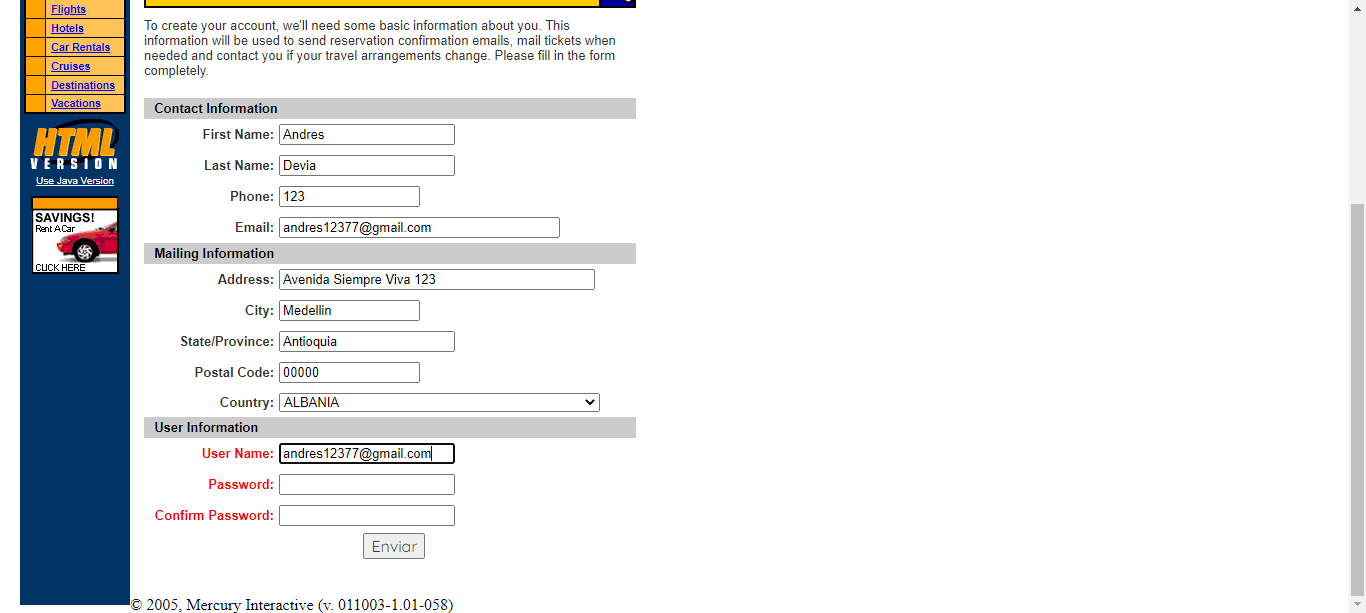 Flights
Hotels
Car Rentals
Cruises
Destinations
Vacations
HTML
VERSION
Use Java Version
SAVINGS!
Rent A Car
CLICK HERE
To create your account, we'll need some basic information about you. This
information will be used to send reservation confirmation emails, mail tickets when
needed and contact you if your travel arrangements change. Please fill in the form
completely.
Contact Information
First Name: Andres
Last Name: Devia
Phone: 123
Email: andres12377@gmail.com
Mailing Information
Address: Avenida Siempre Viva 123
City: Medellin
State/Province: Antioquia
Postal Code: 00000
Country: ALBANIA
User Information
User Name: andres12377@gmail.com
Password:
Confirm Password:
Enviar
© 2005, Mercury Interactive (v. 011003-1.01-058)